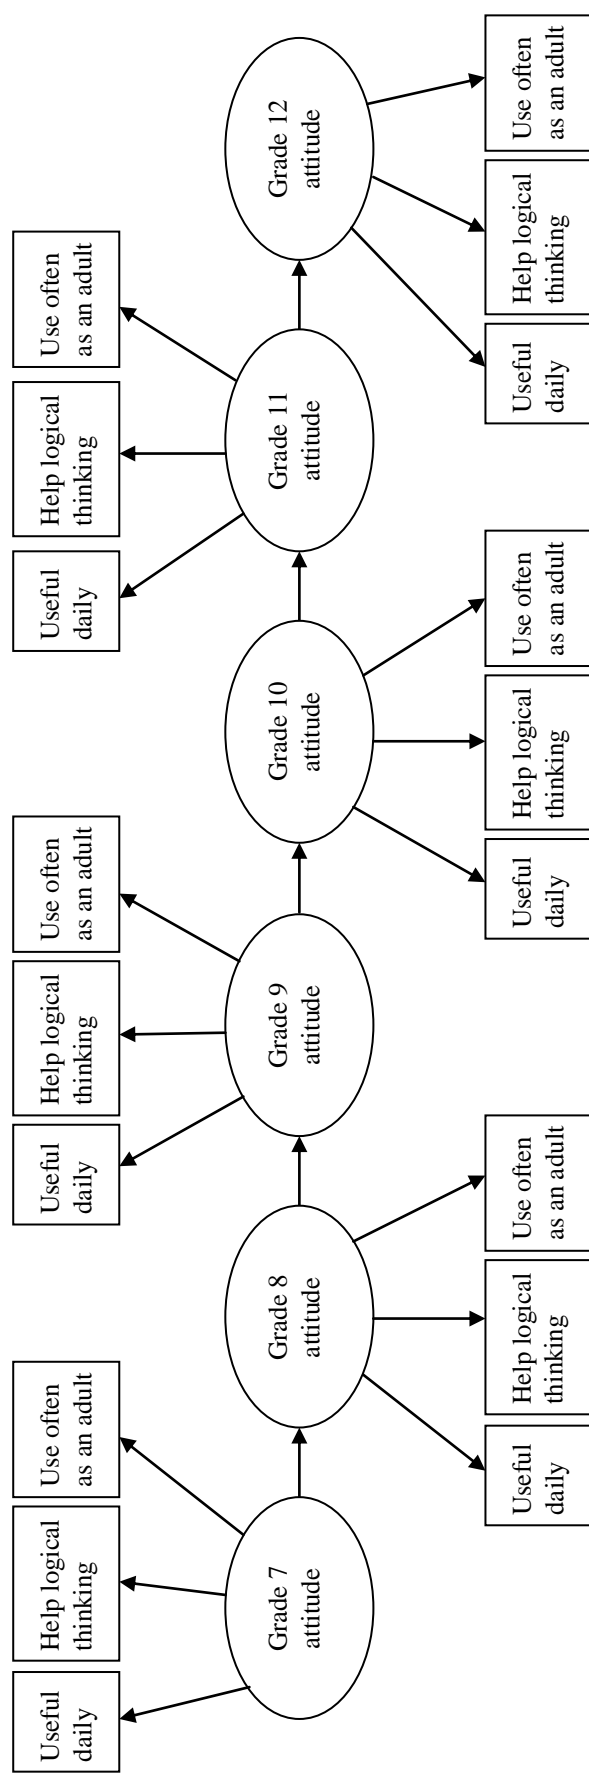 Useful
daily
Help logical
thinking
Use often
as an adult
Useful
daily
Help logical
thinking
Use often
as an adult
Useful
daily
Help logical
thinking
Use often
as an adult
Grade 7
attitude
Grade 8
attitude
Grade 9
attitude
Grade 10
attitude
Grade 11
attitude
Grade 12
attitude
Useful
daily
Help logical
thinking
Use often
as an adult
Useful
daily
Help logical
thinking
Use often
as an adult
Useful
daily
Help logical
thinking
Use often
as an adult